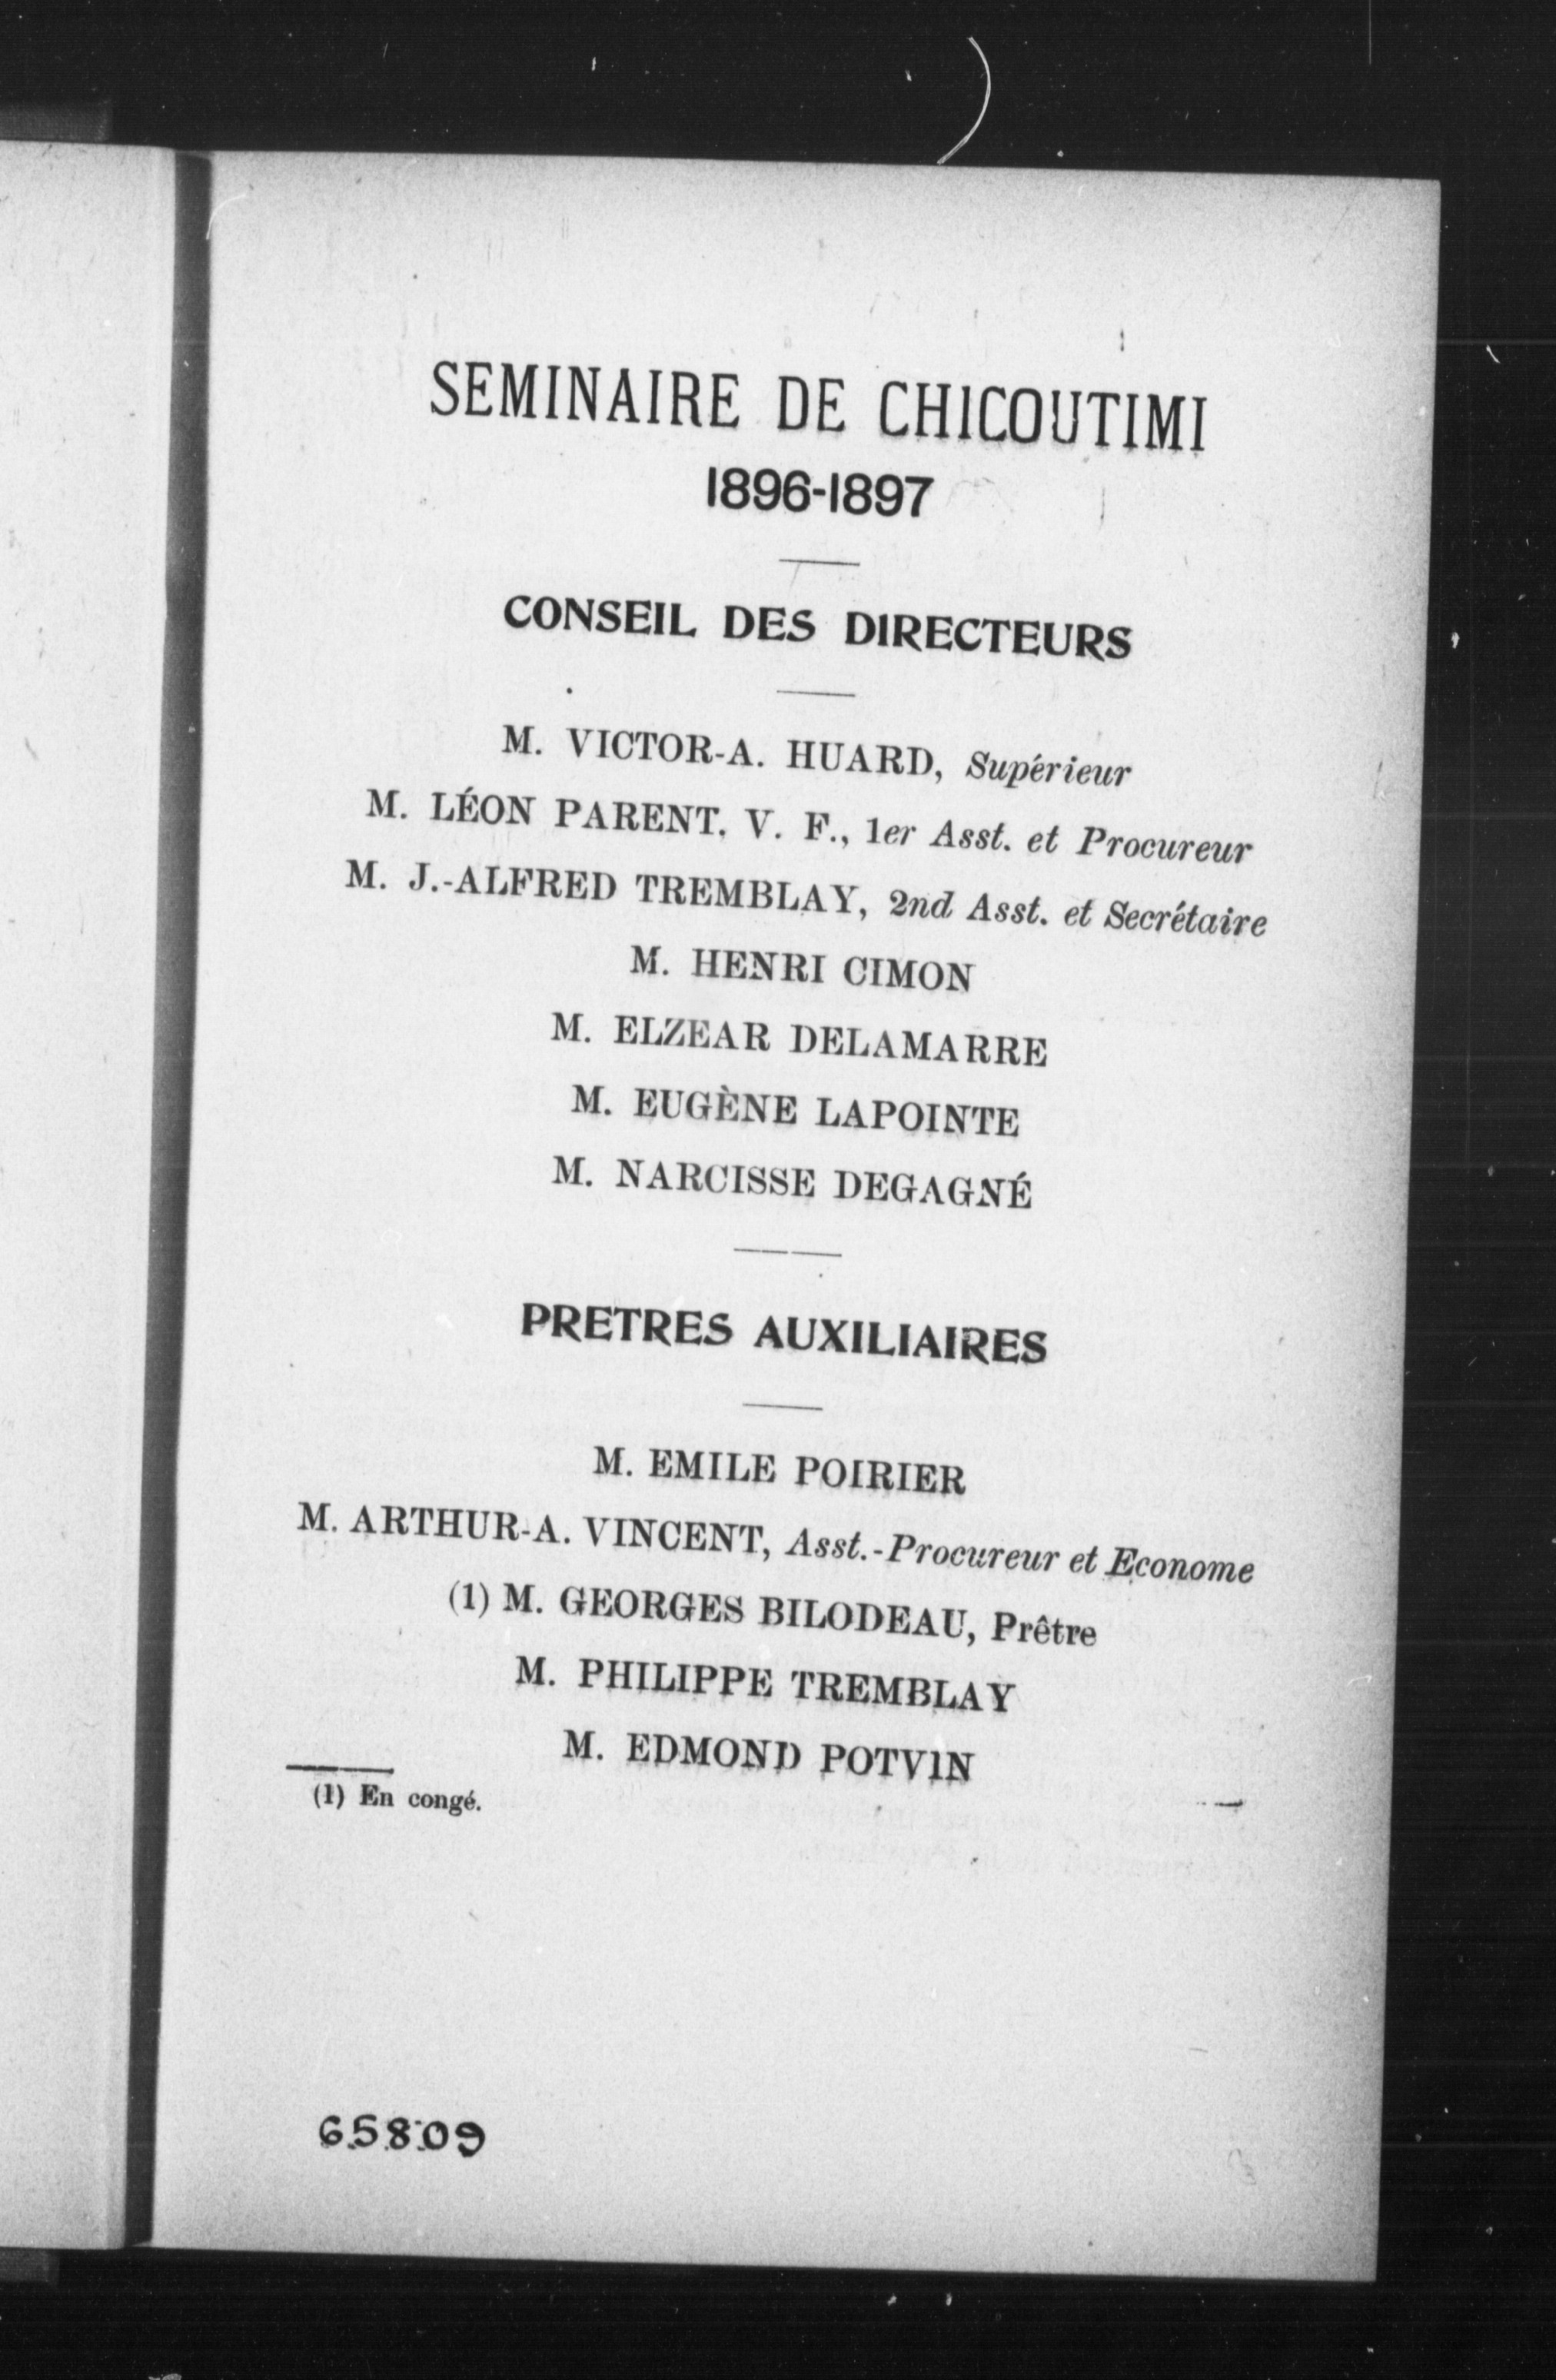 SEMINAIRE DE CHICOUTIMI
1896-1897
CONSEIL DES DIRECTEURS
M. VICTOR-A. HUARD, Supérieur
M. LÉON PARENT. V. F., 1er Asst. et Procureur
M. J.-ALFRED TREMBLAY, 2nd Asst. et Secrétaire
M. HENRI CIMON
M. ELZEAR DELAMARRE
M. EUGÈNE LAPOINTE
M. NARCISSE DEGAGNÉ
PRETRES AUXILIAIRES
M. EMILE POIRIER
M. ARTHUR-A. VINCENT, Asst.-Procureur et Econome
(1) M. GEORGES BILODEAU, Prêtre
M. PHILIPPE TREMBLAY
M. EDMOND POTVIN
(1) En congé.
65809